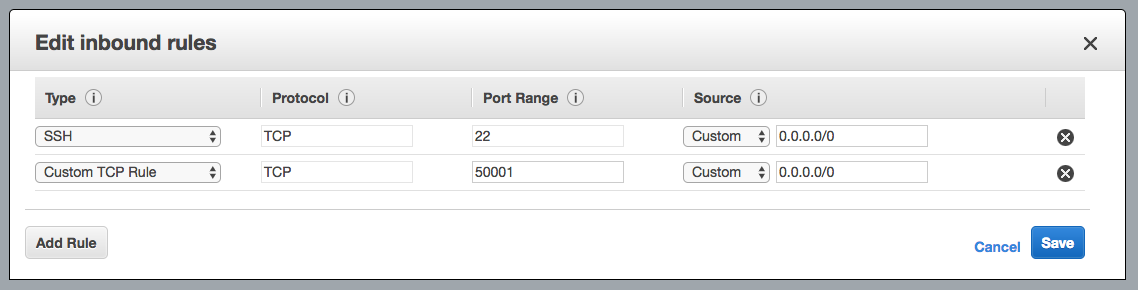 Edit inbound rules
Type Protocol Port Range Source
SSH TCP 22 Custom 0.0.0.0/0
Custom TCP Rule TCP 50001 Custom 0.0.0.0/0
Add Rule Cancel Save